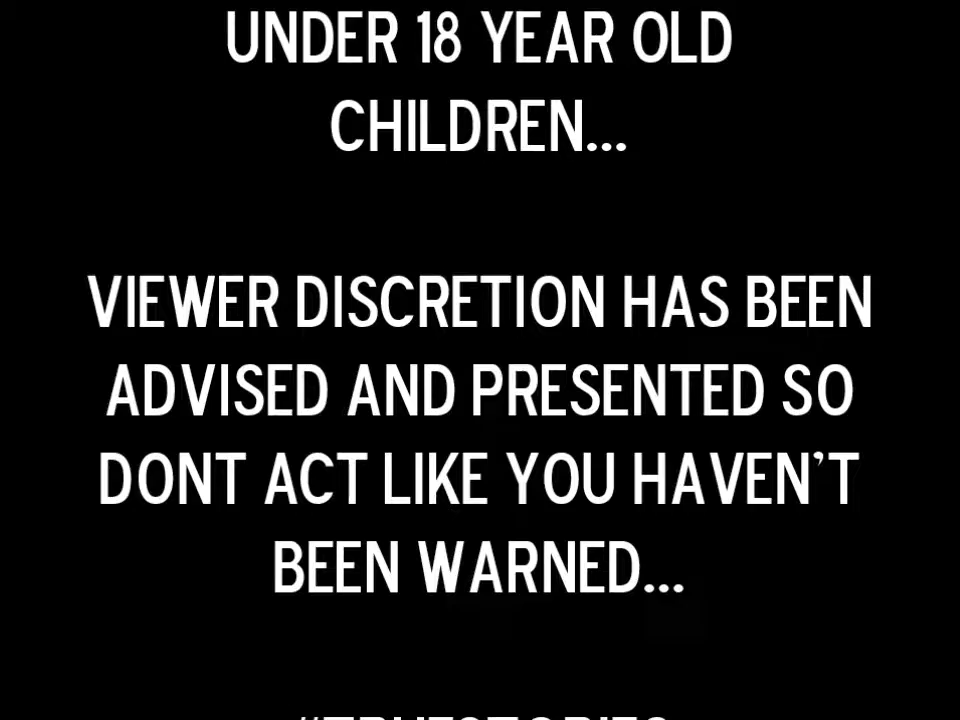 UNDER 18 YEAR OLD
CHILDREN...
VIEWER DISCRETION HAS BEEN
ADVISED AND PRESENTED SO
DONT ACT LIKE YOU HAVEN'T
BEEN WARNED...